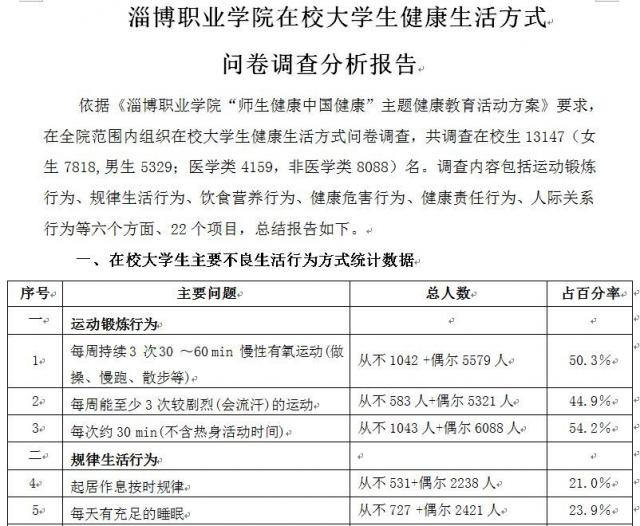 淄博职业学院在校大学生健康生活方式
问卷调查分析报告
依据《淄博职业学院“师生健康中国健康”主题健康教育活动方案》要求,
在全院范围内组织在校大学生健康生活方式问卷调查，共调查在校生 13147（女
生 7818,男生 5329；医学类 4159，非医学类 8088）名。调查内容包括运动锻炼
行为、规律生活行为、饮食营养行为、健康危害行为、健康责任行为、人际关系
行为等六个方面、22 个项目，总结报告如下。
一、在校大学生主要不良生活行为方式统计数据
序号 主要问题 总人数 占百分率
一 运动锻炼行为
1 每周持续 3 次 30 ～60 min 慢性有氧运动(做 从不 1042 +偶尔 5579 人 50.3%
操、慢跑、散步等)
2 每周能至少 3 次较剧烈(会流汗)的运动 从不 583 人+偶尔 5321 人 44.9%
3 每次约 30 min(不含热身活动时间) 从不 1043 人+偶尔 6088 人 54.2%
二 规律生活行为
4 起居作息按时规律 从不 531+偶尔 2238 人 21.0%
5 每天有充足的睡眠 从不 727 +偶尔 2421 人 23.9%